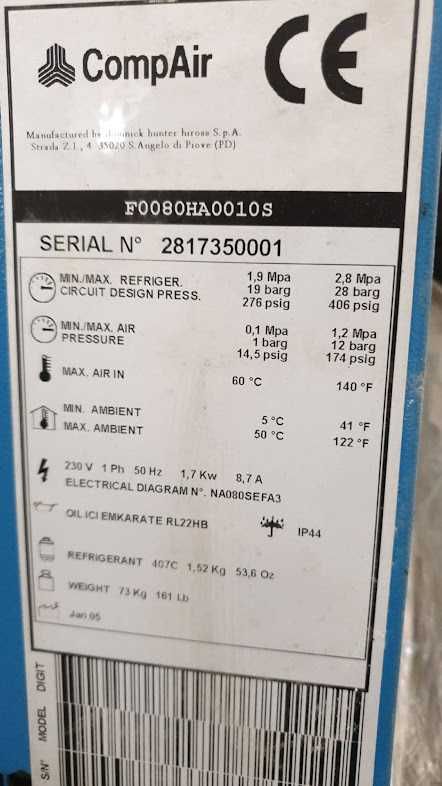 CompAir CE
Manufactured by domnick hunter hiross S.p.A.
Strada Z.I., 4 35020 S. Angelo di Piove (PD)
F0080HA0010S
SERIAL N° 2817350001
MIN./MAX. REFRIGER. 1,9 Mpa 2,8 Mpa
CIRCUIT DESIGN PRESS. 19 barg 28 barg
276 psig 406 psig
MIN./MAX. AIR 0,1 Mpa 1,2 Mpa
PRESSURE 1 barg 12 barg
14,5 psig 174 psig
MAX. AIR IN 60 °C 140 °F
MIN. AMBIENT 5 °C 41 °F
MAX. AMBIENT 50 °C 122 °F
230 V 1 Ph 50 Hz 1,7 Kw 8,7 A
ELECTRICAL DIAGRAM N°. NA080SEFA3
OIL ICI EMKARATE RL22HB IP44
REFRIGERANT 407C 1,52 Kg 53,6 Oz
WEIGHT 73 Kg 161 Lb
Jan 05
S/N° MODEL DIGIT